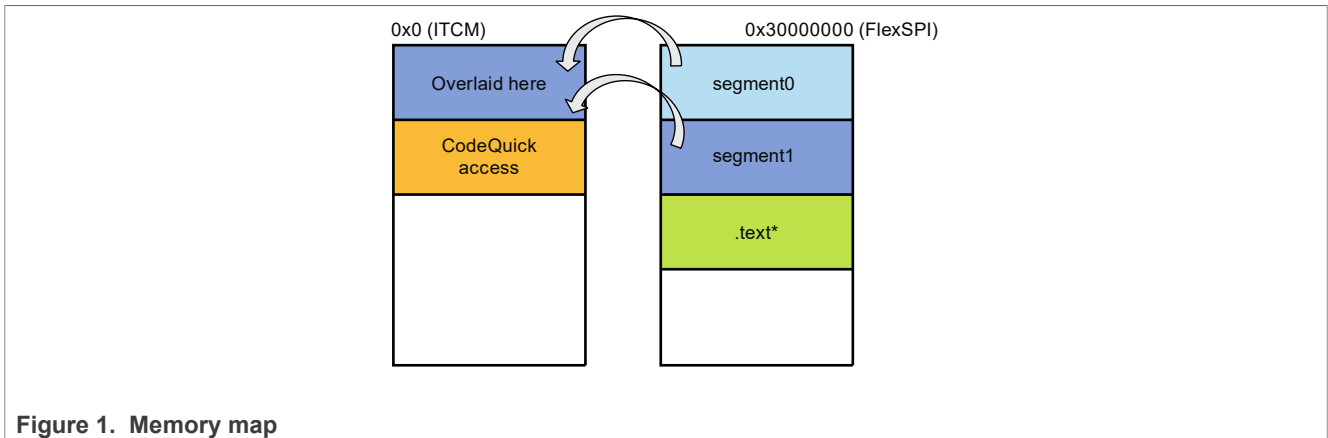 0x0 (ITCM)
0x30000000 (FlexSPI)
Overlaid here
segment0
CodeQuick
access
segment1
.text*
Figure 1. Memory map